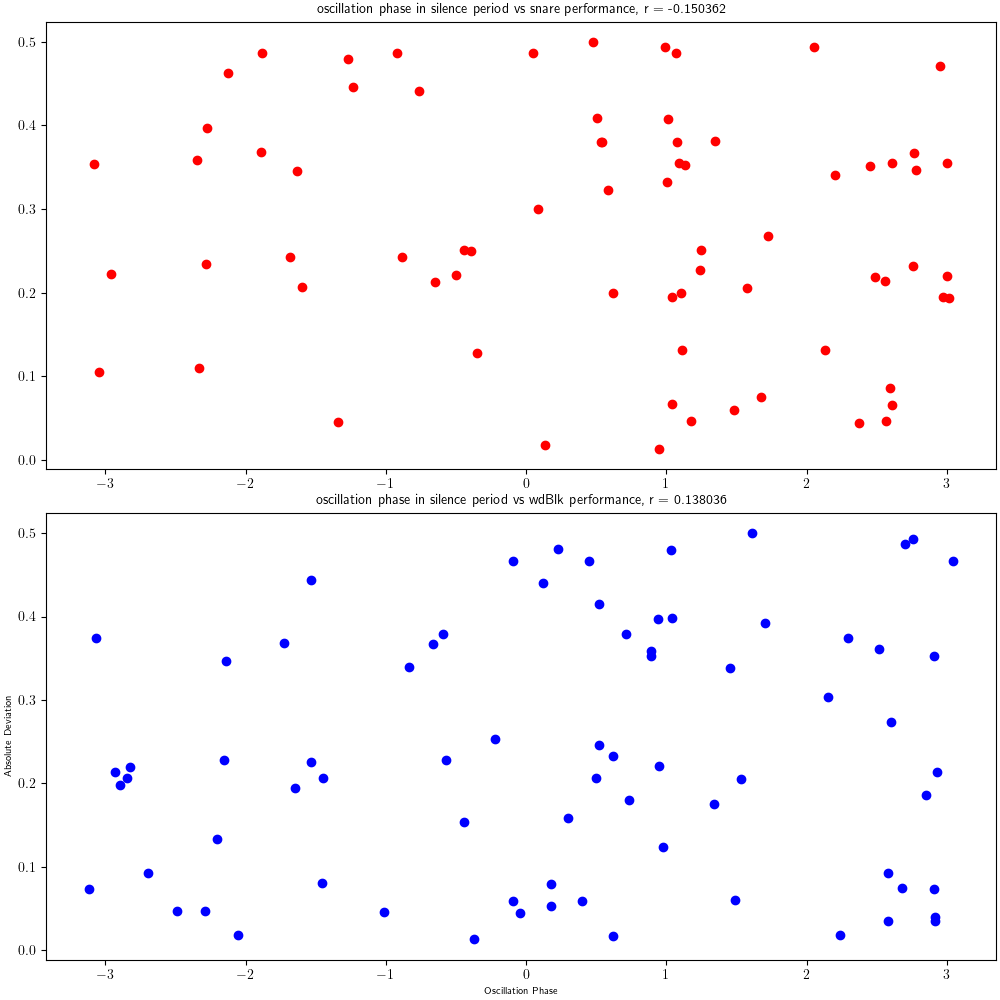 oscillation phase in silence period vs snare performance, r = -0.150362
0.5
0.4
0.3
0.2
0.1
0.0
−3 −2 −1 0 1 2 3
oscillation phase in silence period vs wdBlk performance, r = 0.138036
0.5
0.4
0.3
0.2
0.1
0.0
Absolute Deviation
−3 −2 −1 0 1 2 3
Oscillation Phase